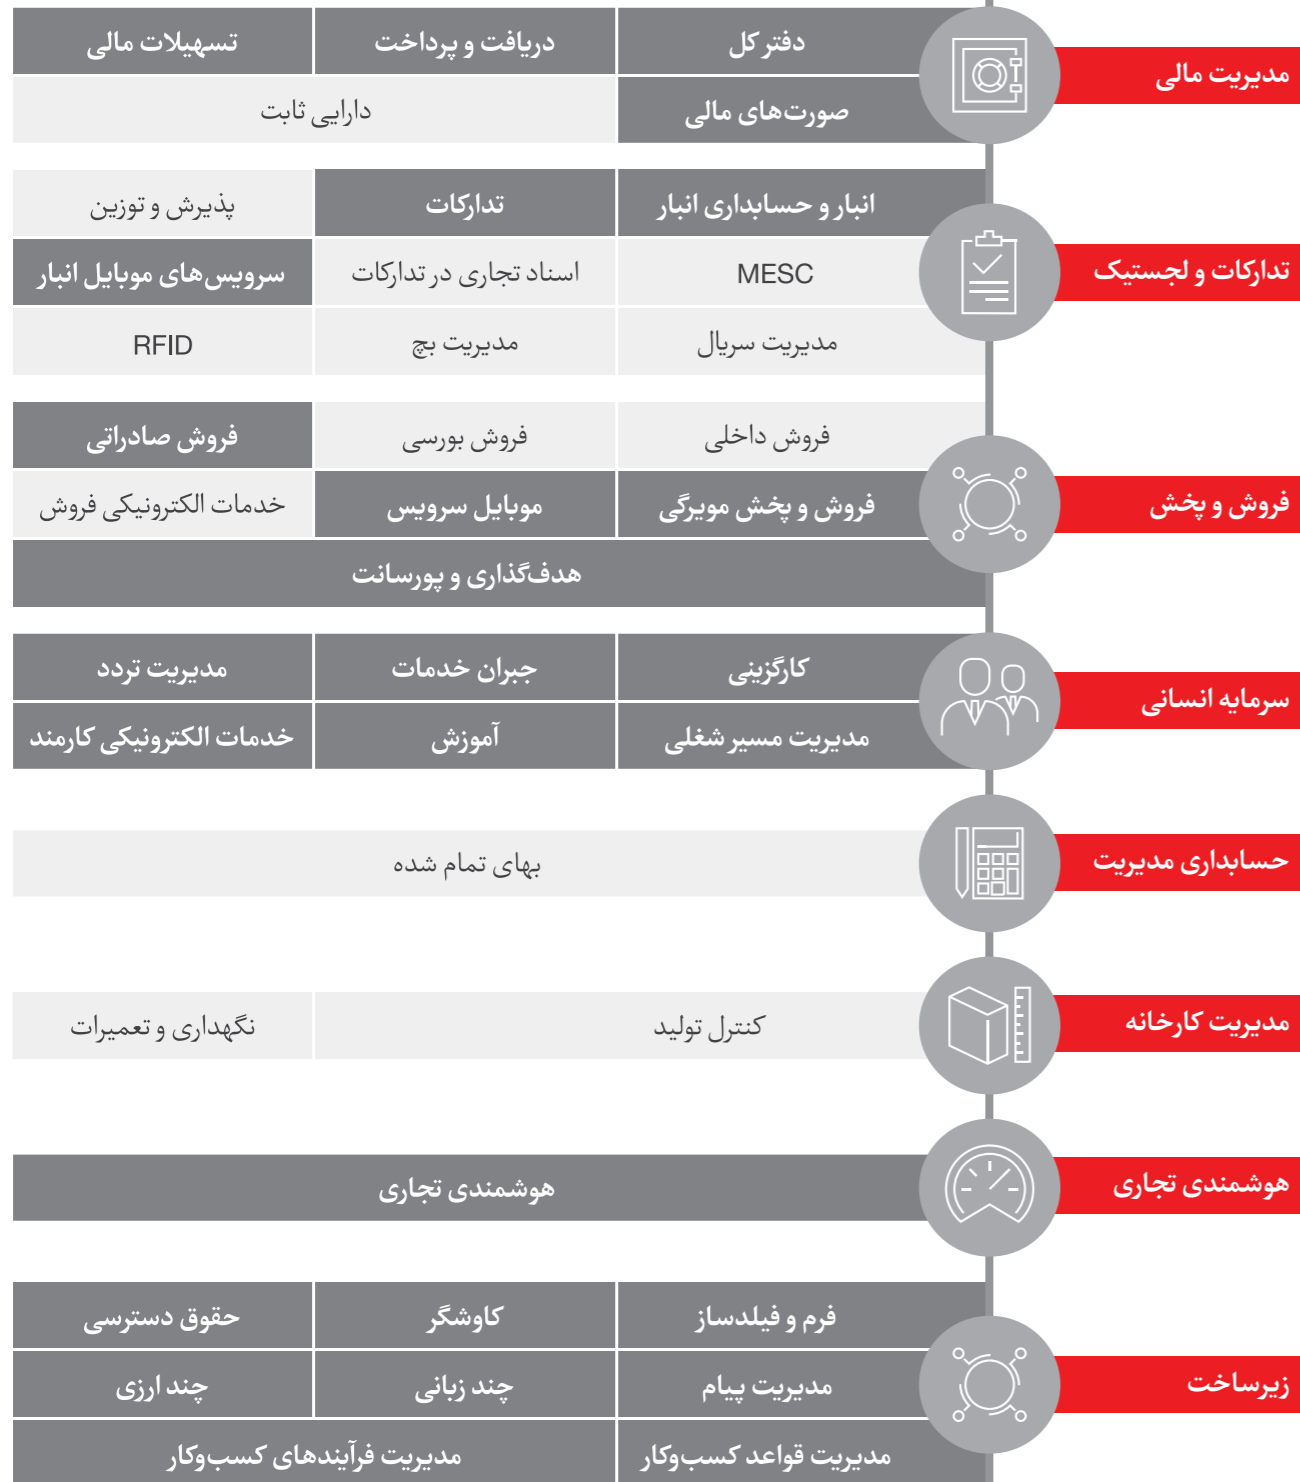 مدیریت مالی
دفتر کل
دریافت و پرداخت
تسهیلات مالی
صورت‌های مالی
دارایی ثابت
تدارکات و لجستیک
انبار و حسابداری انبار
تدارکات
پذیرش و توزین
MESC
اسناد تجاری در تدارکات
سرویس‌های موبایل انبار
مدیریت سریال
مدیریت بچ
RFID
فروش و پخش
فروش داخلی
فروش بورسی
فروش صادراتی
فروش و پخش مویرگی
موبایل سرویس
خدمات الکترونیکی فروش
هدف‌گذاری و پورسانت
سرمایه انسانی
کارگزینی
جبران خدمات
مدیریت تردد
مدیریت مسیر شغلی
آموزش
خدمات الکترونیکی کارمند
حسابداری مدیریت
بهای تمام شده
مدیریت کارخانه
کنترل تولید
نگهداری و تعمیرات
هوشمندی تجاری
هوشمندی تجاری
زیرساخت
فرم و فیلدساز
کاوشگر
حقوق دسترسی
مدیریت پیام
چند زبانی
چند ارزی
مدیریت قواعد کسب‌وکار
مدیریت فرآیندهای کسب‌وکار